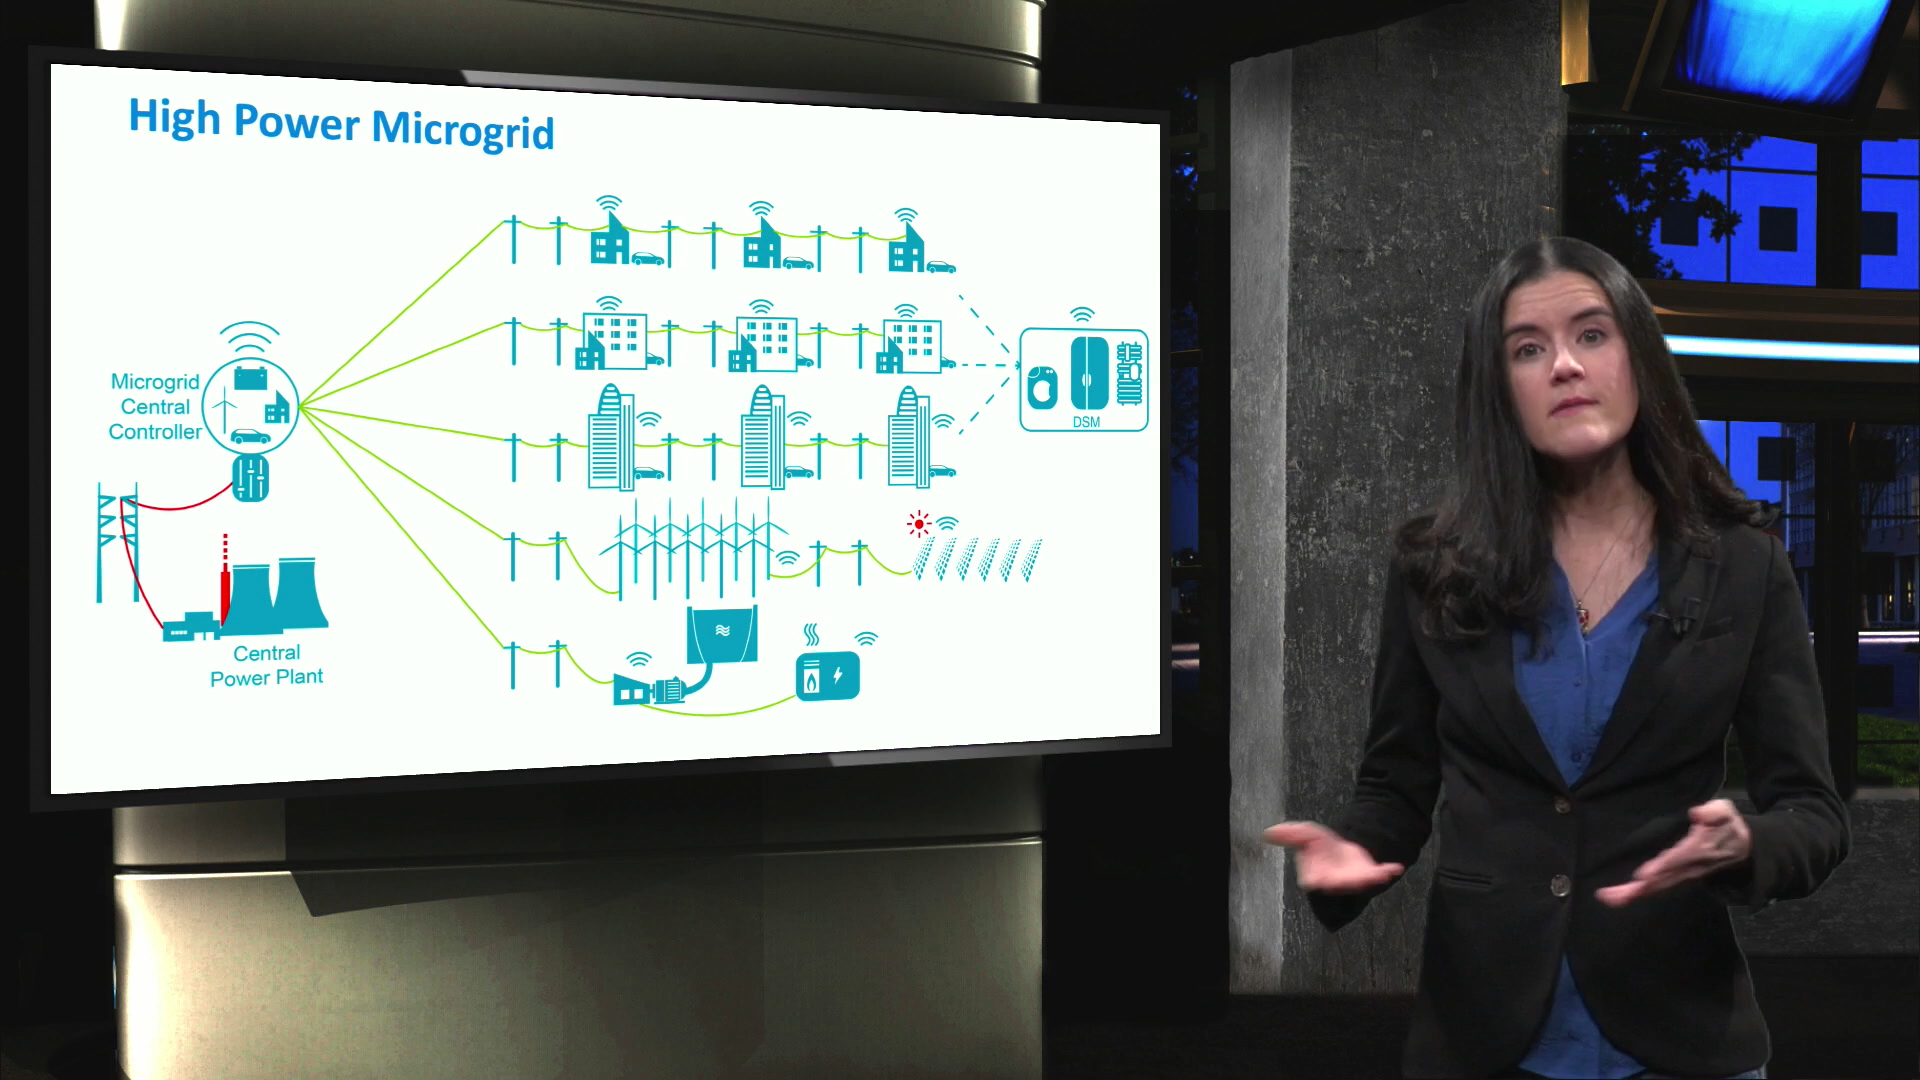 High Power Microgrid
Microgrid
Central
Controller
DSM
Central
Power Plant